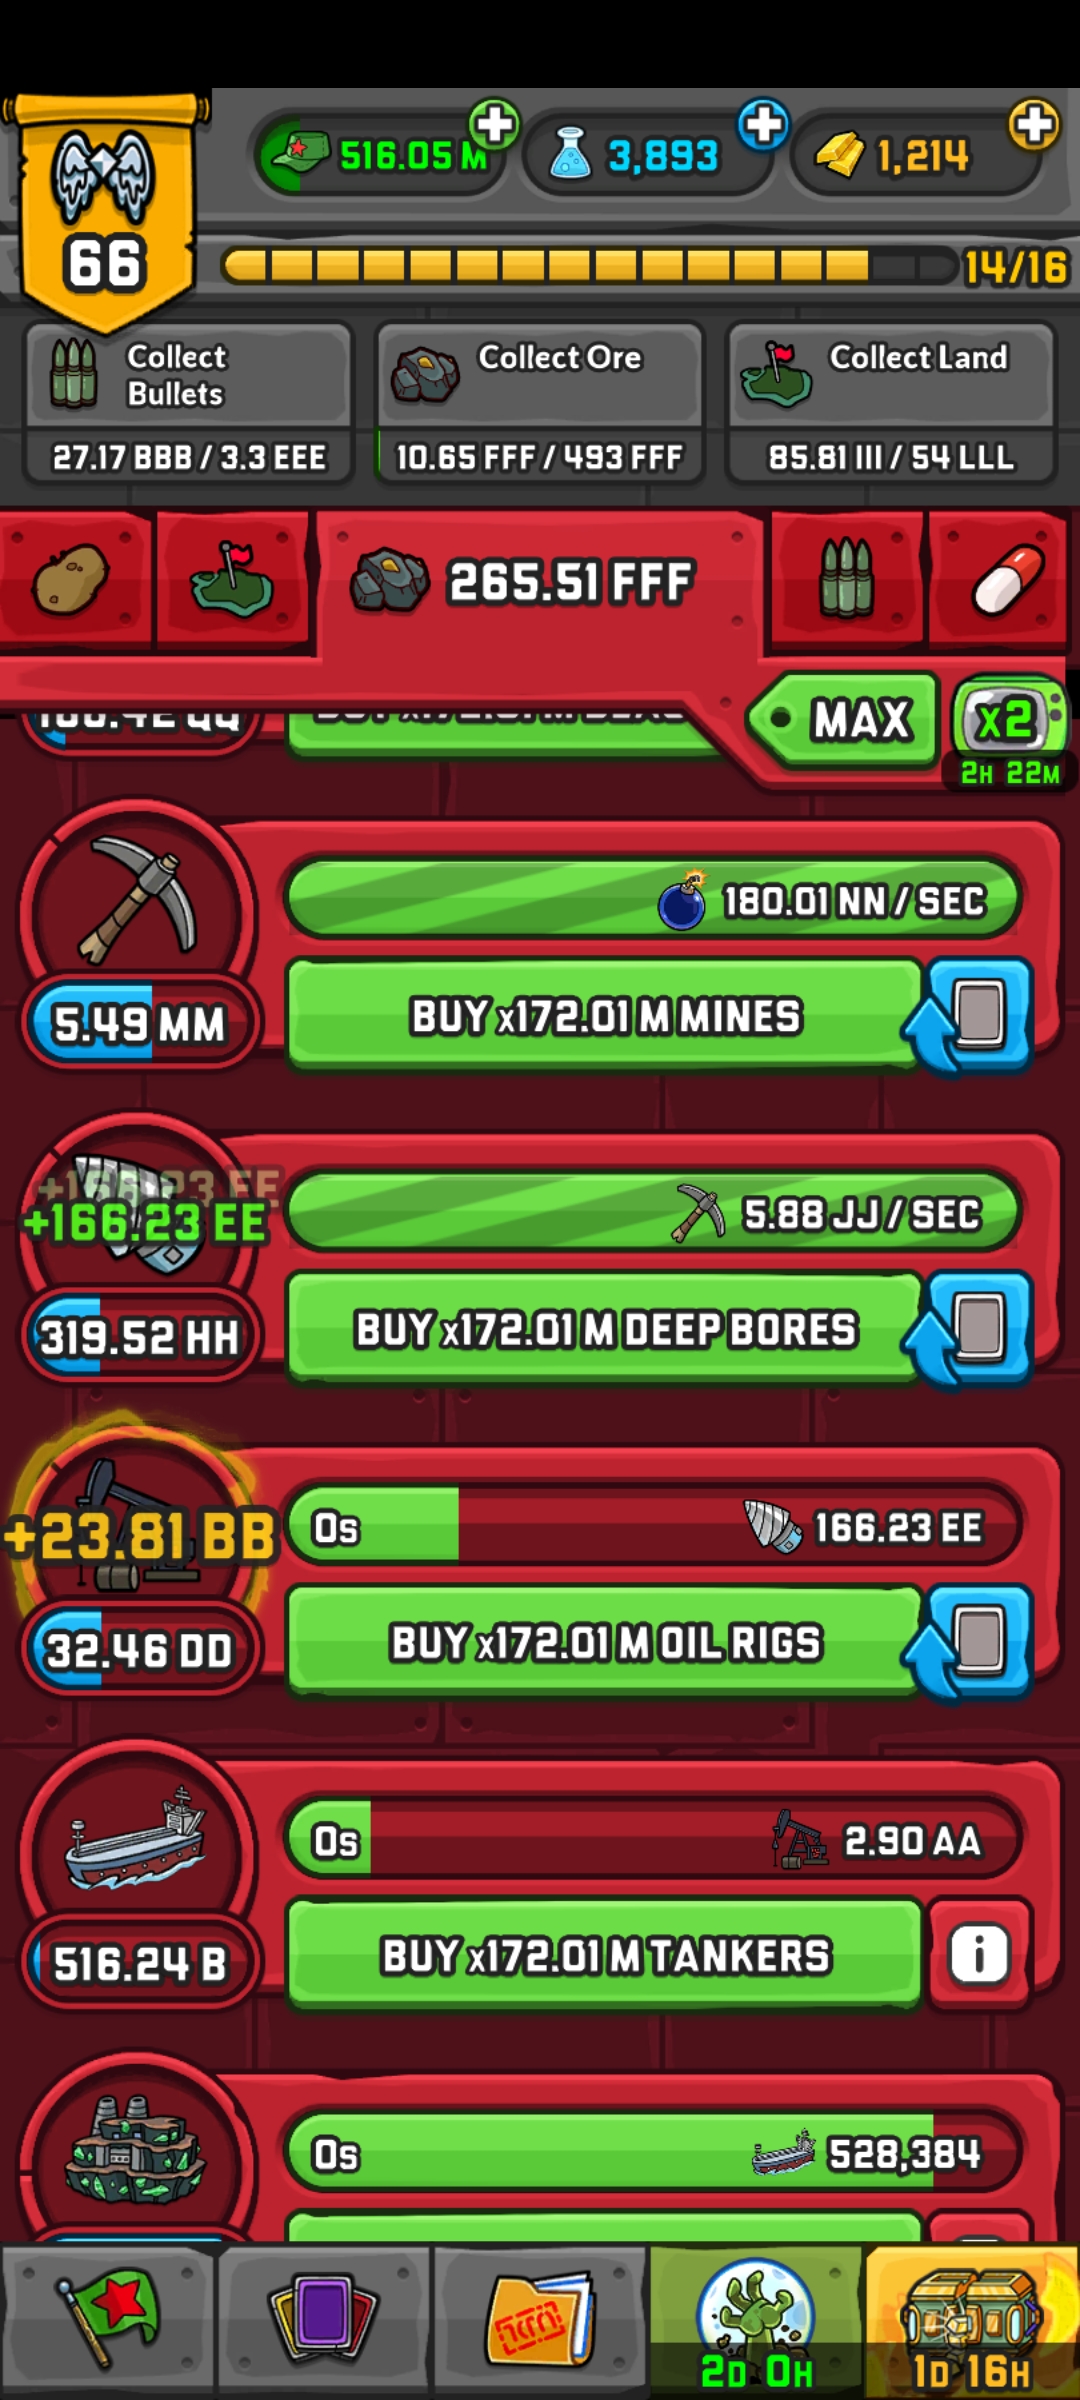 516.05 M
3,893
1,214
66
14/16
Collect
Bullets
Collect Ore
Collect Land
27.17 BBB / 3.3 EEE
10.65 FFF / 493 FFF
85.81 III / 54 LLL
265.51 FFF
MAX
x2
2H 22M
180.01 NN / SEC
5.49 MM
BUY x172.01 M MINES
+166.23 EE
+166.23 EE
5.88 JJ / SEC
319.52 HH
BUY x172.01 M DEEP BORES
+23.81 BB
0s
166.23 EE
32.46 DD
BUY x172.01 M OIL RIGS
0s
2.90 AA
516.24 B
BUY x172.01 M TANKERS
i
0s
528,384
2D 0H
1D 16H